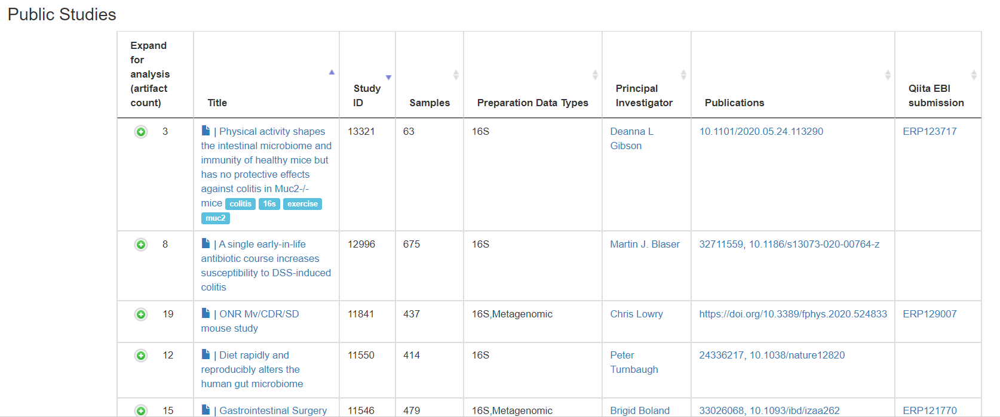 Public Studies
Expand for analysis (artifact count) Title Study ID Samples Preparation Data Types Principal Investigator Publications Qiita EBI submission
3 | Physical activity shapes 13321 63 16S Deanna L 10.1101/2020.05.24.113290 ERP123717
the intestinal microbiome and Gibson
immunity of healthy mice but
has no protective effects
against colitis in Muc2-/-
mice colitis 16s exercise
muc2
8 | A single early-in-life 12996 675 16S Martin J. Blaser 32711559, 10.1186/s13073-020-00764-z
antibiotic course increases
susceptibility to DSS-induced
colitis
19 | ONR Mv/CDR/SD 11841 437 16S,Metagenomic Chris Lowry https://doi.org/10.3389/fphys.2020.524833 ERP129007
mouse study
12 | Diet rapidly and 11550 414 16S Peter 24336217, 10.1038/nature12820
reproducibly alters the Turnbaugh
human gut microbiome
15 | Gastrointestinal Surgery 11546 479 16S,Metagenomic Brigid Boland 33026068, 10.1093/ibd/izaa262 ERP121770